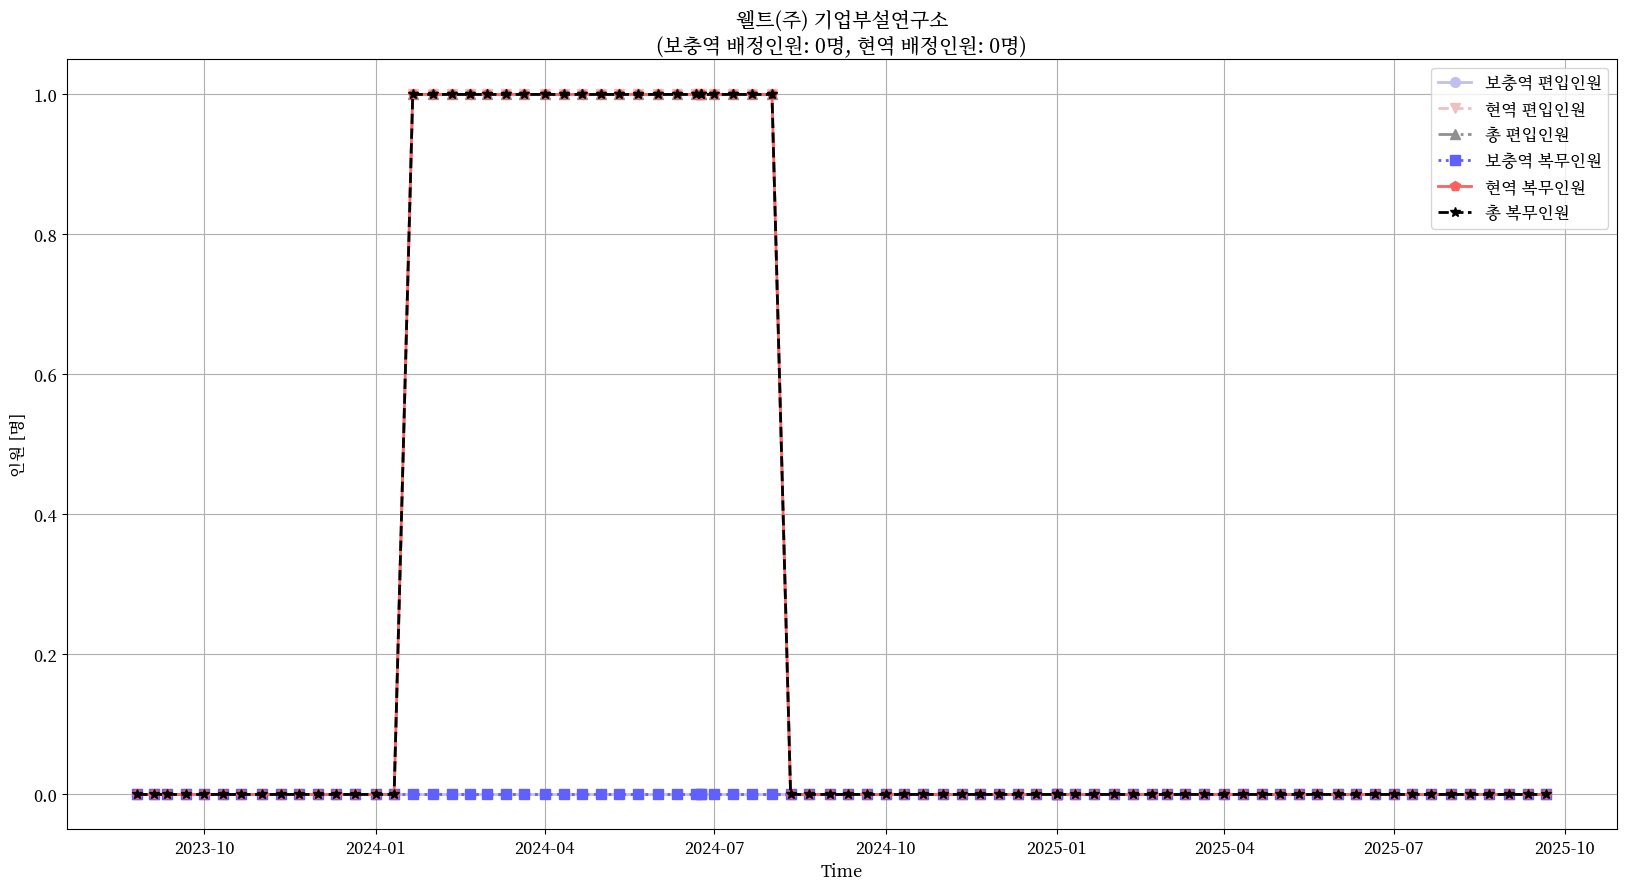 웰트(주) 기업부설연구소
(보충역 배정인원: 0명, 현역 배정인원: 0명)
보충역 편입인원
현역 편입인원
총 편입인원
보충역 복무인원
현역 복무인원
총 복무인원
인원 [명]
1.0
0.8
0.6
0.4
0.2
0.0
2023-10 2024-01 2024-04 2024-07 2024-10 2025-01 2025-04 2025-07 2025-10
Time